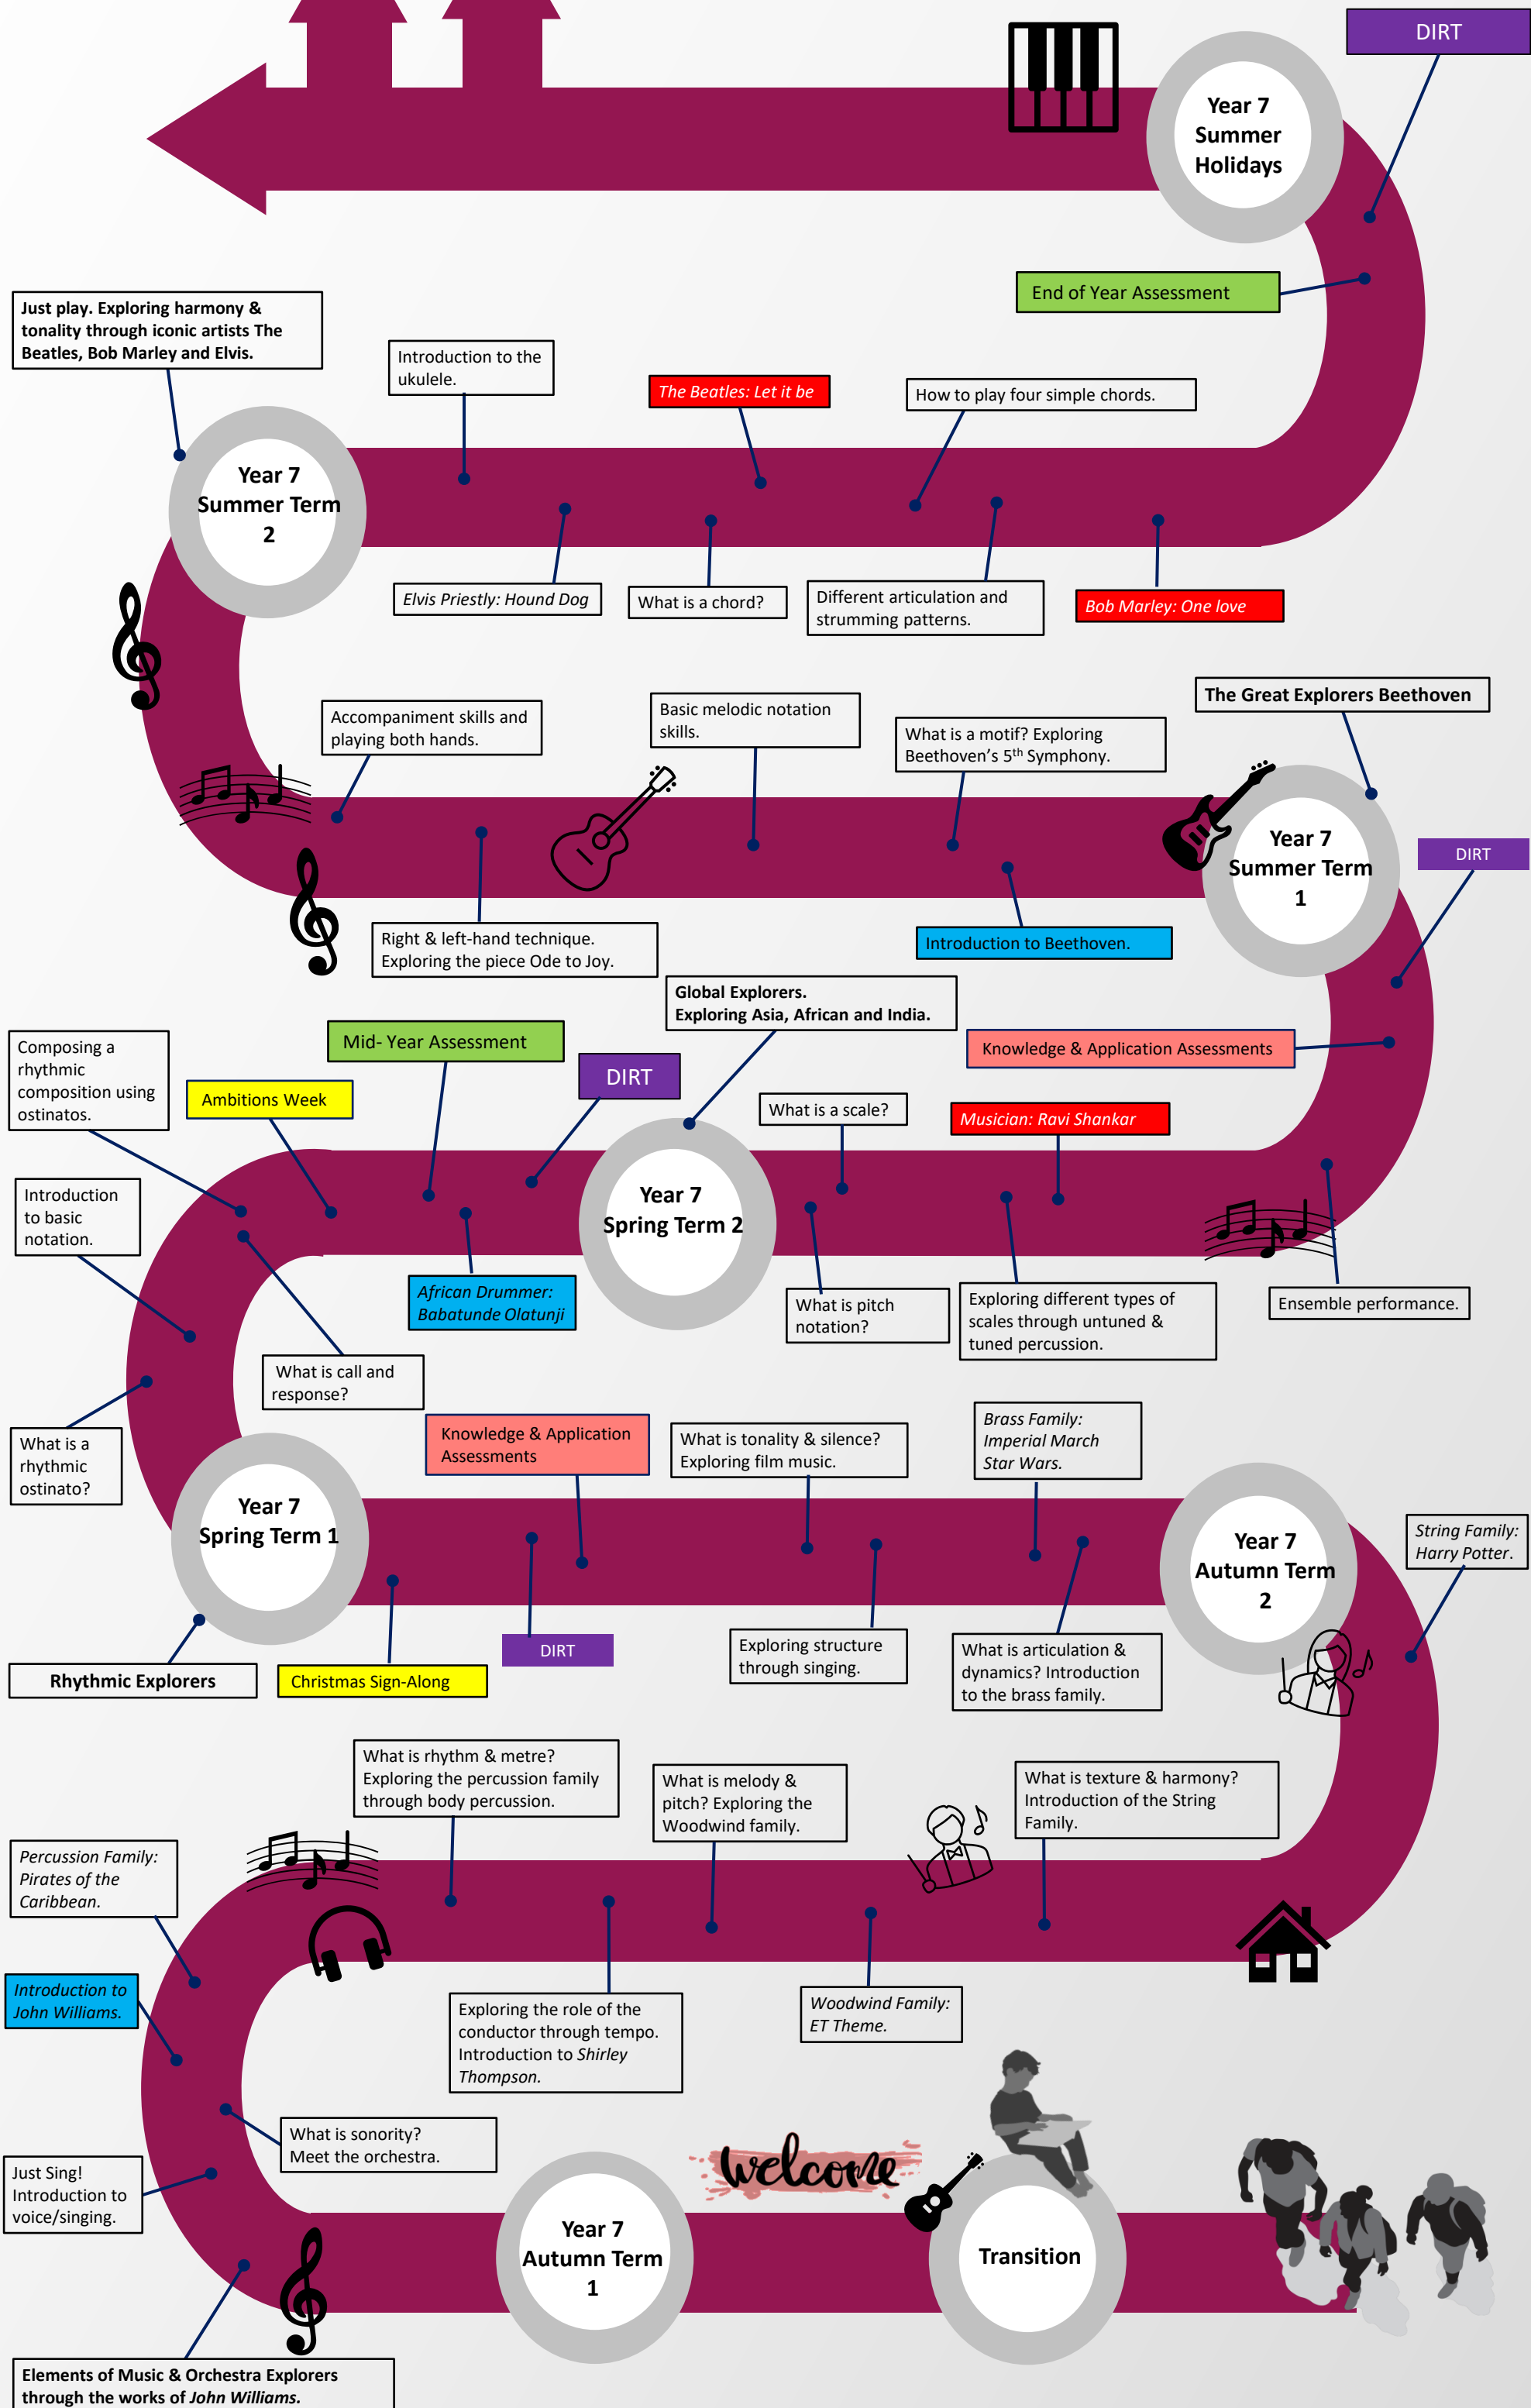 DIRT
Year 7
Summer
Holidays
End of Year Assessment
Just play. Exploring harmony &
tonality through iconic artists The
Beatles, Bob Marley and Elvis.
Introduction to the
ukulele.
The Beatles: Let it be
How to play four simple chords.
Year 7
Summer Term
2
Elvis Priestly: Hound Dog
What is a chord?
Different articulation and
strumming patterns.
Bob Marley: One love
The Great Explorers Beethoven
Accompaniment skills and
playing both hands.
Basic melodic notation
skills.
What is a motif? Exploring
Beethoven's 5th Symphony.
Year 7
Summer Term
1
DIRT
Right & left-hand technique.
Exploring the piece Ode to Joy.
Introduction to Beethoven.
Global Explorers.
Exploring Asia, African and India.
Knowledge & Application Assessments
Mid- Year Assessment
DIRT
Composing a
rhythmic
composition using
ostinatos.
Ambitions Week
What is a scale?
Musician: Ravi Shankar
Introduction
to basic
notation.
Year 7
Spring Term 2
African Drummer:
Babatunde Olatunji
What is pitch
notation?
Exploring different types of
scales through untuned &
tuned percussion.
Ensemble performance.
What is call and
response?
What is a
rhythmic
ostinato?
Knowledge & Application
Assessments
What is tonality & silence?
Exploring film music.
Brass Family:
Imperial March
Star Wars.
Year 7
Spring Term 1
Year 7
Autumn Term
2
String Family:
Harry Potter.
Rhythmic Explorers
Christmas Sign-Along
DIRT
Exploring structure
through singing.
What is articulation &
dynamics? Introduction
to the brass family.
What is rhythm & metre?
Exploring the percussion family
through body percussion.
What is melody &
pitch? Exploring the
Woodwind family.
What is texture & harmony?
Introduction of the String
Family.
Percussion Family:
Pirates of the
Caribbean.
Introduction to
John Williams.
Exploring the role of the
conductor through tempo.
Introduction to Shirley
Thompson.
Woodwind Family:
ET Theme.
What is sonority?
Meet the orchestra.
welcome
Just Sing!
Introduction to
voice/singing.
Year 7
Autumn Term
1
Transition
Elements of Music & Orchestra Explorers
through the works of John Williams.